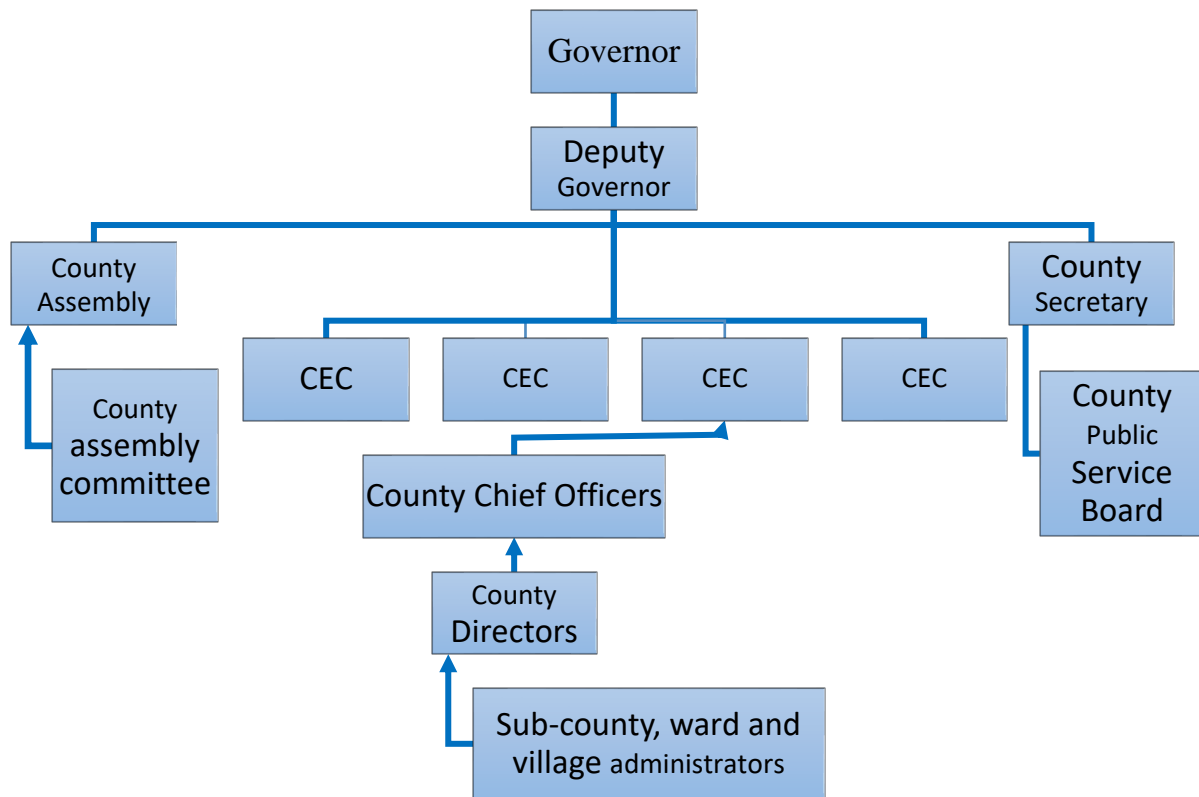 Governor
Deputy
Governor
County
Assembly
County
Secretary
CEC
CEC
CEC
CEC
County
assembly
committee
County
Public
Service
Board
County Chief Officers
County
Directors
Sub-county, ward and
village administrators